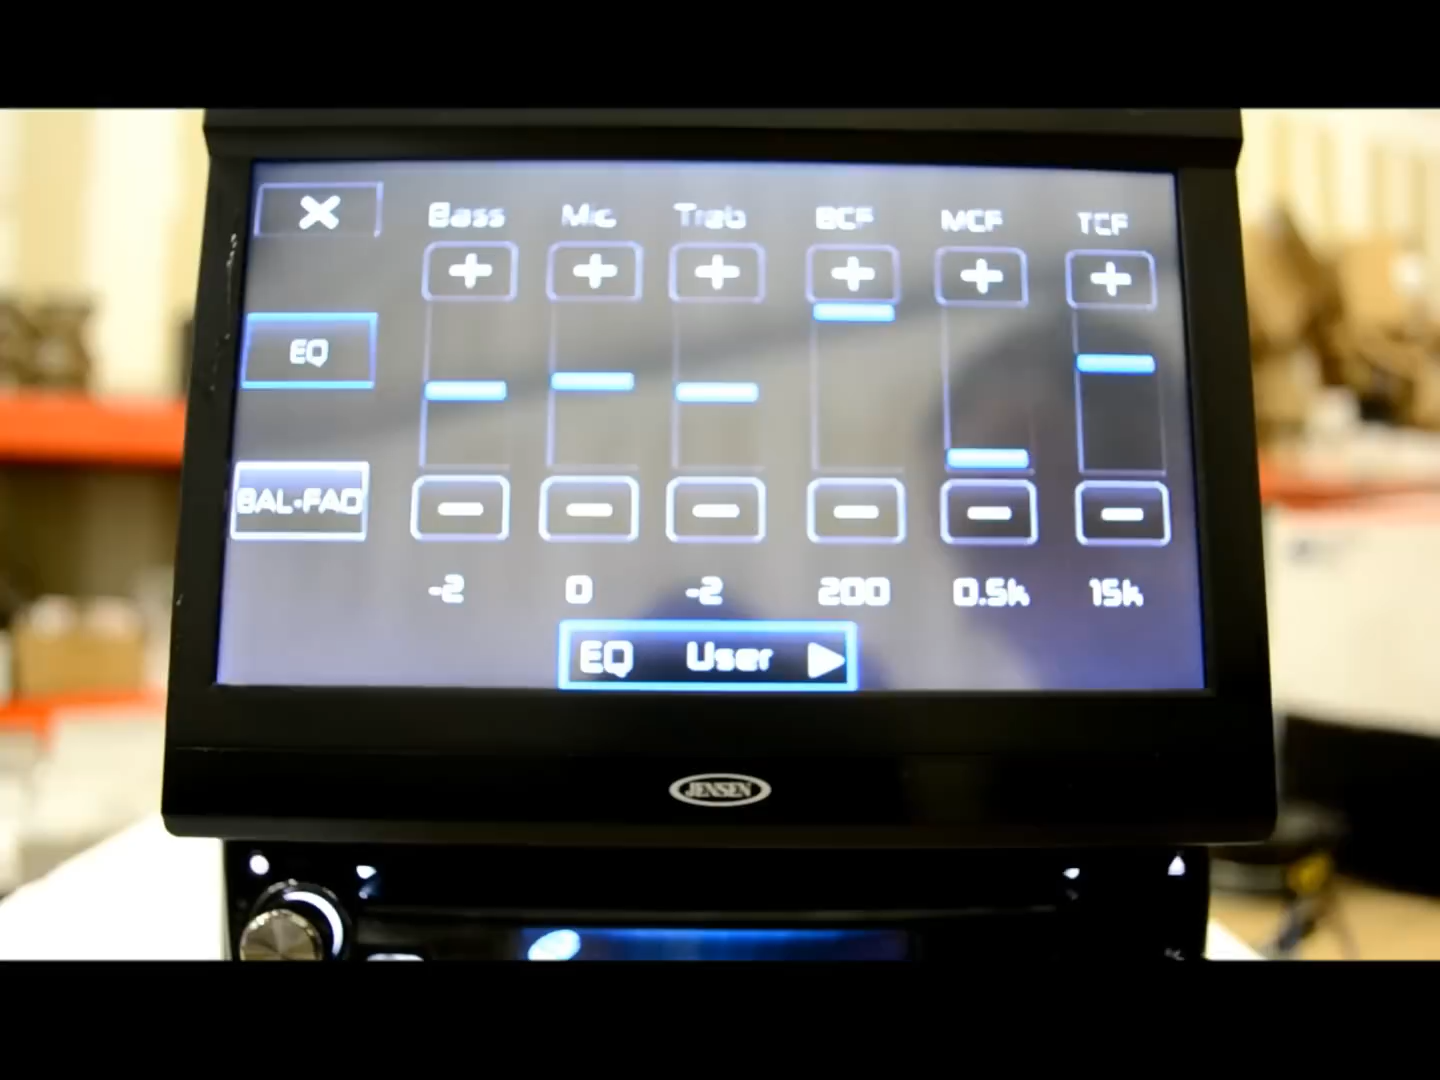 Bass Mic Treb BCF MCF TCF
EQ
BAL-FAD
-2 0 -2 200 0.5k 15k
EQ User
JENSEN